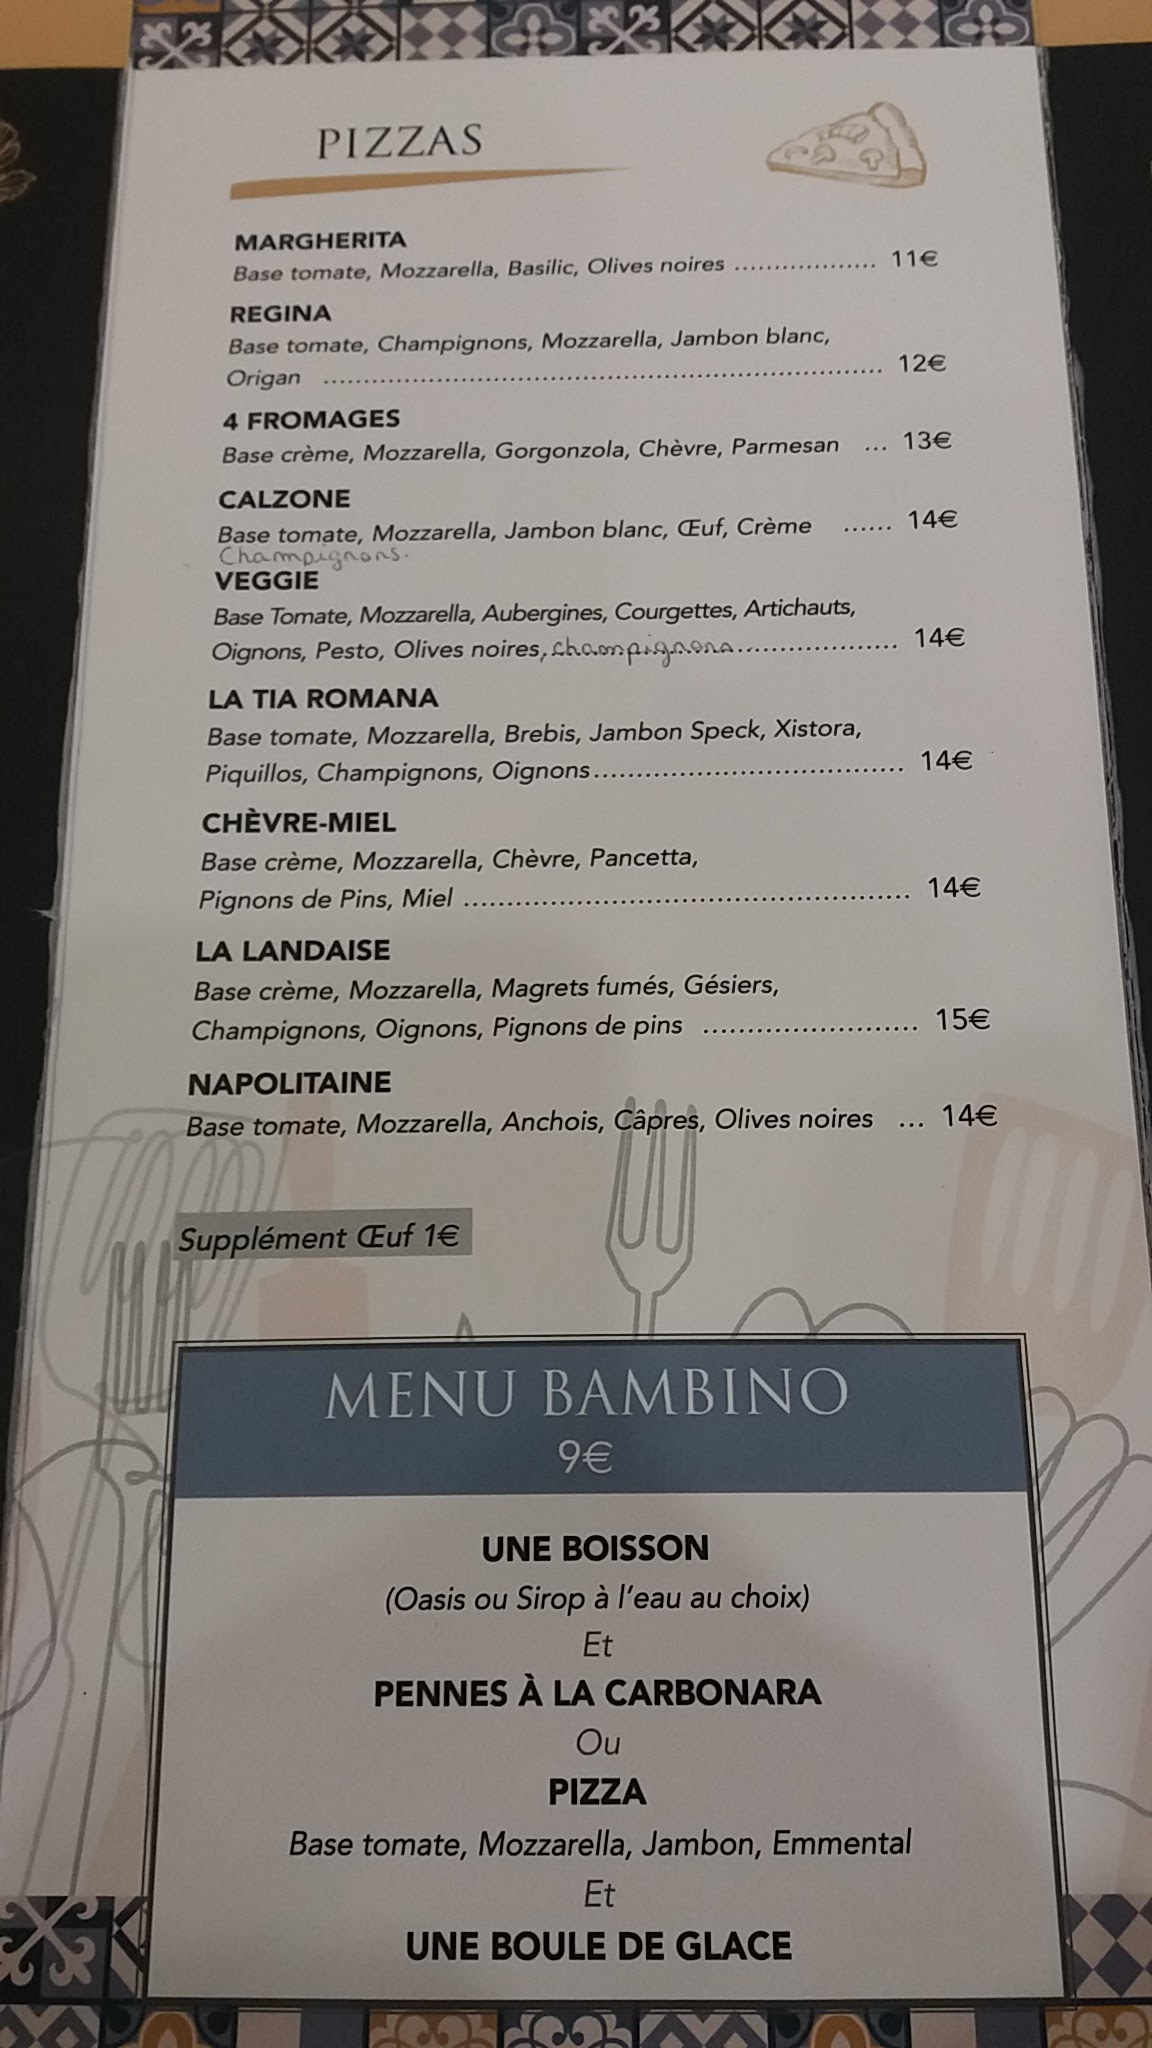 PIZZAS
MARGHERITA
Base tomate, Mozzarella, Basilic, Olives noires .................. 11€
REGINA
Base tomate, Champignons, Mozzarella, Jambon blanc,
Origan ........................................................................ 12€
4 FROMAGES
Base crème, Mozzarella, Gorgonzola, Chèvre, Parmesan ... 13€
CALZONE
Base tomate, Mozzarella, Jambon blanc, Œuf, Crème ...... 14€
Champignons.
VEGGIE
Base Tomate, Mozzarella, Aubergines, Courgettes, Artichauts,
Oignons, Pesto, Olives noires, champignons..................... 14€
LA TIA ROMANA
Base tomate, Mozzarella, Brebis, Jambon Speck, Xistora,
Piquillos, Champignons, Oignons....................................... 14€
CHÈVRE-MIEL
Base crème, Mozzarella, Chèvre, Pancetta,
Pignons de Pins, Miel ....................................................... 14€
LA LANDAISE
Base crème, Mozzarella, Magrets fumés, Gésiers,
Champignons, Oignons, Pignons de pins .......................... 15€
NAPOLITAINE
Base tomate, Mozzarella, Anchois, Câpres, Olives noires ... 14€
Supplément Œuf 1€
MENU BAMBINO
9€
UNE BOISSON
(Oasis ou Sirop à l'eau au choix)
Et
PENNES À LA CARBONARA
Ou
PIZZA
Base tomate, Mozzarella, Jambon, Emmental
Et
UNE BOULE DE GLACE